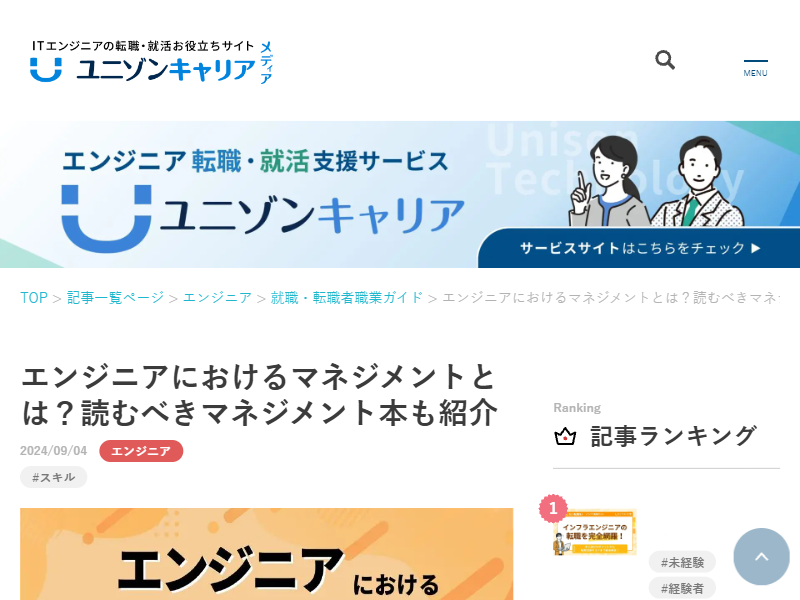 ITエンジニアの転職・就活お役立ちサイト
ユニゾンキャリア
メディア
MENU
Unison
Technology
エンジニア転職・就活支援サービス
ユニゾンキャリア
サービスサイトはこちらをチェック ▶
TOP > 記事一覧ページ > エンジニア > 就職・転職者職業ガイド > エンジニアにおけるマネジメントとは？読むべきマネジ
エンジニアにおけるマネジメントと
は？読むべきマネジメント本も紹介
2024/09/04 エンジニア
#スキル
エンジニアにおける
Ranking
記事ランキング
1
インフラエンジニアの
転職を完全網羅！
#未経験
#経験者